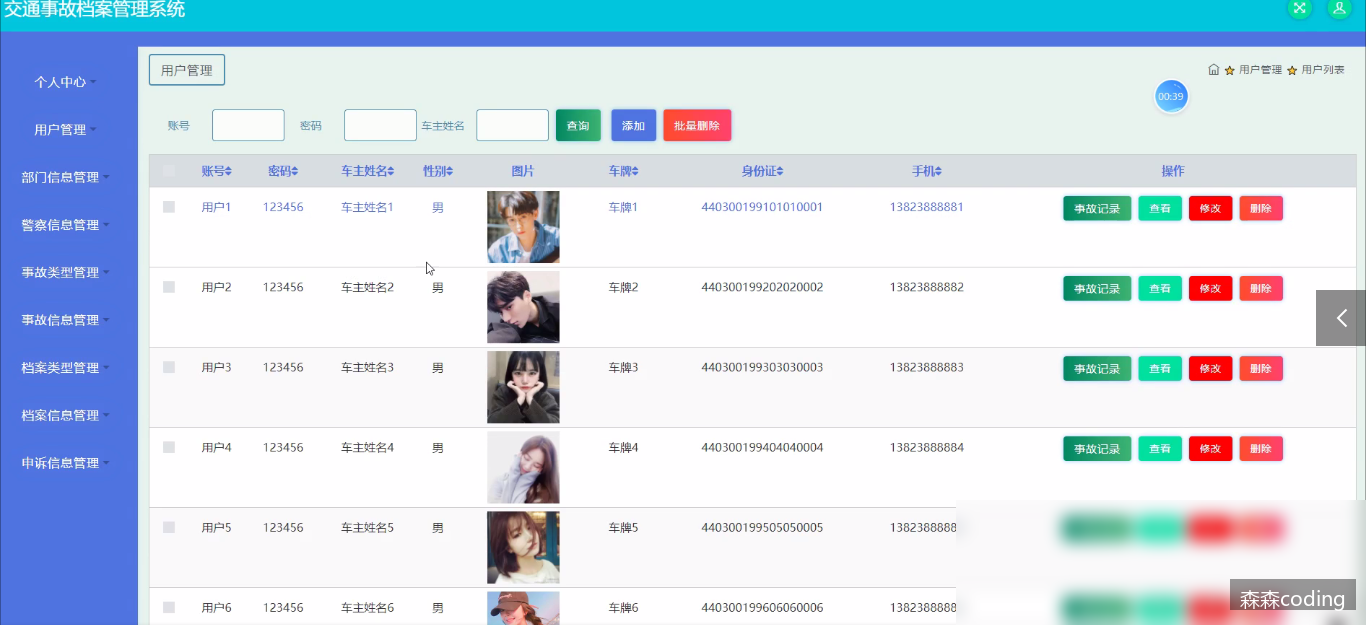 交通事故档案管理系统
个人中心
用户管理
部门信息管理
警察信息管理
事故类型管理
事故信息管理
档案类型管理
档案信息管理
申诉信息管理
用户管理
用户管理 用户列表
00:39
账号 密码 车主姓名 查询 添加 批量删除
账号 密码 车主姓名 性别 图片 车牌 身份证 手机 操作
用户1 123456 车主姓名1 男 车牌1 440300199101010001 13823888881 事故记录 查看 修改 删除
用户2 123456 车主姓名2 男 车牌2 440300199202020002 13823888882 事故记录 查看 修改 删除
用户3 123456 车主姓名3 男 车牌3 440300199303030003 13823888883 事故记录 查看 修改 删除
用户4 123456 车主姓名4 男 车牌4 440300199404040004 13823888884 事故记录 查看 修改 删除
用户5 123456 车主姓名5 男 车牌5 440300199505050005 1382388888
用户6 123456 车主姓名6 男 车牌6 440300199606060006 1382388888
森森coding